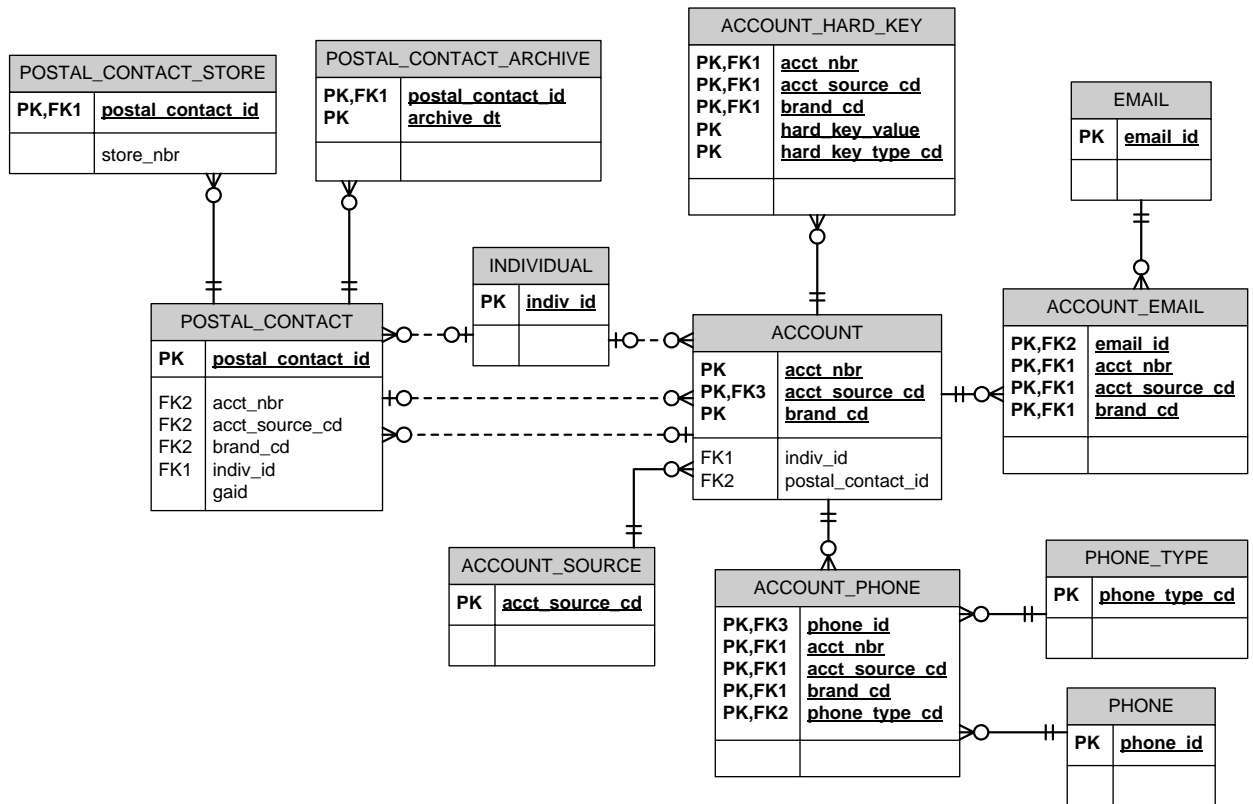 POSTAL_CONTACT_STORE
PK,FK1 postal_contact_id
store_nbr
POSTAL_CONTACT_ARCHIVE
PK,FK1 postal_contact_id
PK archive_dt
ACCOUNT_HARD_KEY
PK,FK1 acct_nbr
PK,FK1 acct_source_cd
PK,FK1 brand_cd
PK hard_key_value
PK hard_key_type_cd
EMAIL
PK email_id
INDIVIDUAL
PK indiv_id
POSTAL_CONTACT
PK postal_contact_id
FK2 acct_nbr
FK2 acct_source_cd
FK2 brand_cd
FK1 indiv_id
gaid
ACCOUNT
PK acct_nbr
PK,FK3 acct_source_cd
PK brand_cd
FK1 indiv_id
FK2 postal_contact_id
ACCOUNT_EMAIL
PK,FK2 email_id
PK,FK1 acct_nbr
PK,FK1 acct_source_cd
PK,FK1 brand_cd
ACCOUNT_SOURCE
PK acct_source_cd
ACCOUNT_PHONE
PK,FK3 phone_id
PK,FK1 acct_nbr
PK,FK1 acct_source_cd
PK,FK1 brand_cd
PK,FK2 phone_type_cd
PHONE_TYPE
PK phone_type_cd
PHONE
PK phone_id